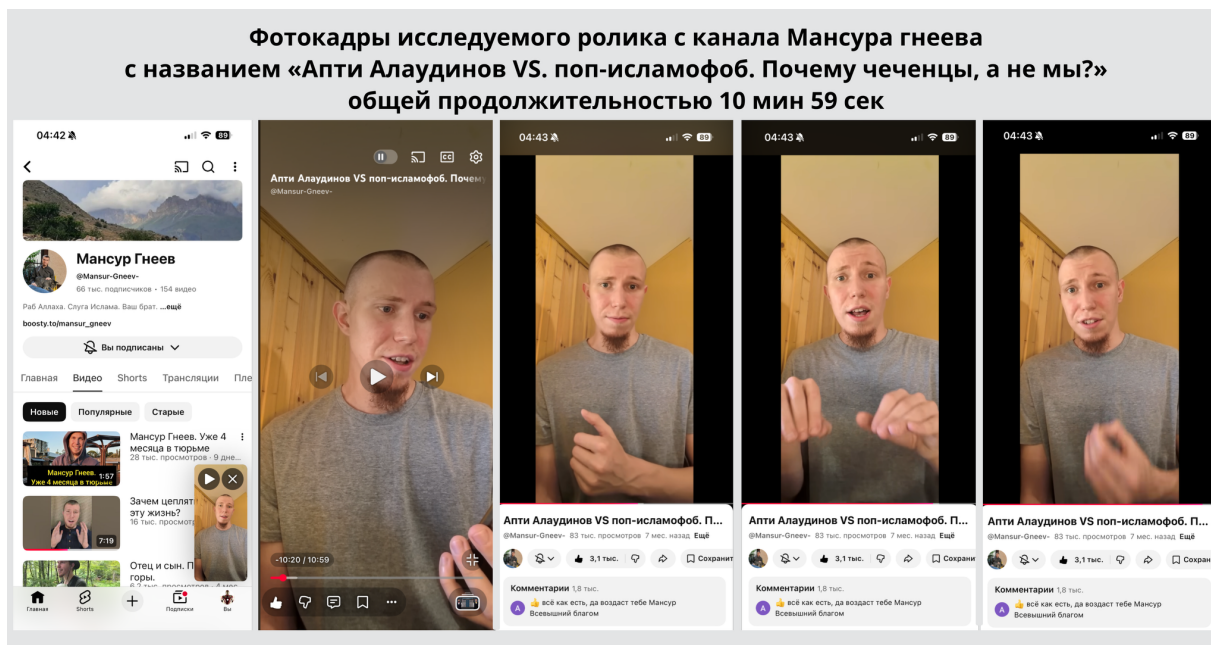 Фотокадры исследуемого ролика с канала Мансура гнеева
с названием «Апти Алаудинов VS. поп-исламофоб. Почему чеченцы, а не мы?»
общей продолжительностью 10 мин 59 сек
04:42
89
Мансур Гнеев
@Mansur-Gneev-
66 тыс. подписчиков • 154 видео
Раб Аллаха. Слуга Ислама. Ваш брат. ...ещё
boosty.to/mansur_gneev
Вы подписаны
Главная Видео Shorts Трансляции Пле
Новые Популярные Старые
Мансур Гнеев. Уже 4
месяца в тюрьме
28 тыс. просмотров · 9 дне...
Мансур Гнеев.
Уже 4 месяца в тюрьме
1:57
Зачем цеплят
эту жизнь?
16 тыс. просмотр
7:19
Отец и сын. П
горы.
6,2 тыс. просмотров · 4 мес.
Главная Shorts Подписки Вы
CC
Апти Алаудинов VS поп-исламофоб. Почему
@Mansur-Gneev-
-10:20 / 10:59
04:43
89
Апти Алаудинов VS поп-исламофоб. П...
@Mansur-Gneev- 83 тыс. просмотров 7 мес. назад Ещё
3,1 тыс. Сохранит
Комментарии 1,8 тыс.
А
всё как есть, да воздаст тебе Мансур
Всевышний благом
04:43
89
Апти Алаудинов VS поп-исламофоб. П...
@Mansur-Gneev- 83 тыс. просмотров 7 мес. назад Ещё
3,1 тыс. Сохрани
Комментарии 1,8 тыс.
А
всё как есть, да воздаст тебе Мансур
Всевышний благом
04:43
89
Апти Алаудинов VS поп-исламофоб. П...
@Mansur-Gneev- 83 тыс. просмотров 7 мес. назад Ещё
3,1 тыс. Сохран
Комментарии 1,8 тыс.
А
всё как есть, да воздаст тебе Мансур
Всевышний благом